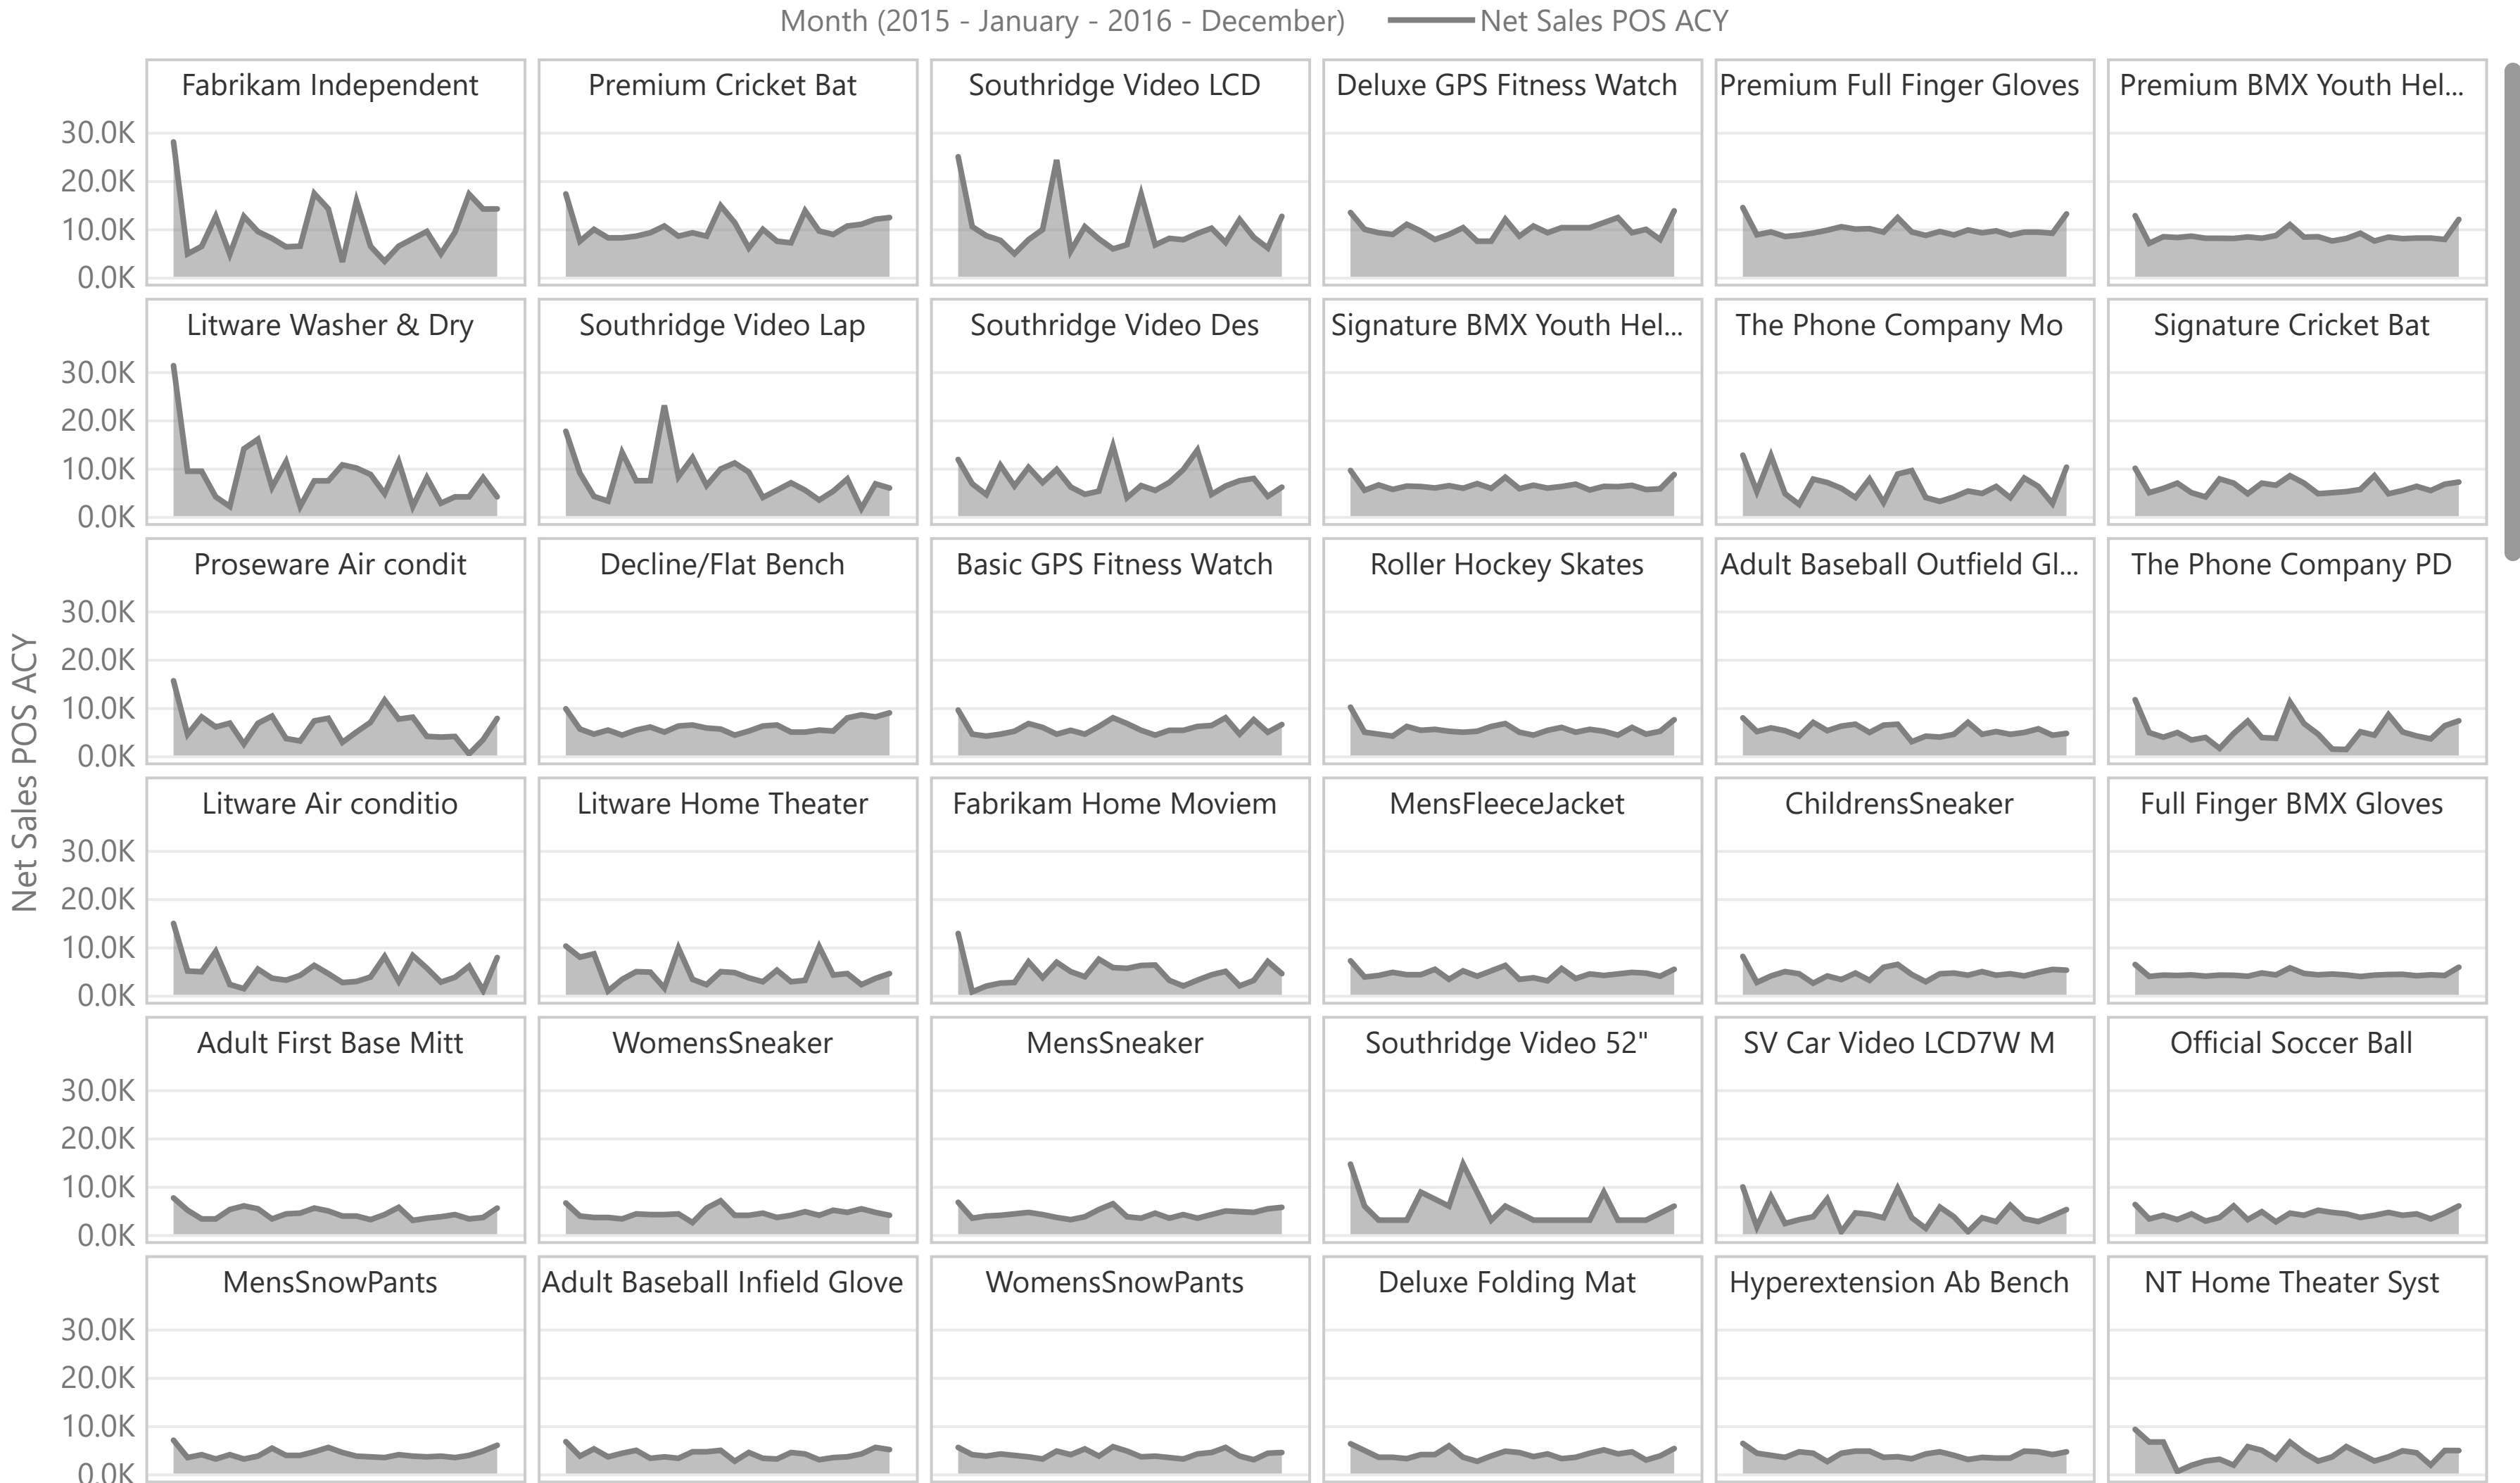 Month (2015 - January - 2016 - December) Net Sales POS ACY
Fabrikam Independent Premium Cricket Bat Southridge Video LCD Deluxe GPS Fitness Watch Premium Full Finger Gloves Premium BMX Youth Hel...
30.0K
20.0K
10.0K
0.0K
Litware Washer & Dry Southridge Video Lap Southridge Video Des Signature BMX Youth Hel... The Phone Company Mo Signature Cricket Bat
30.0K
20.0K
10.0K
0.0K
Proseware Air condit Decline/Flat Bench Basic GPS Fitness Watch Roller Hockey Skates Adult Baseball Outfield Gl... The Phone Company PD
30.0K
20.0K
10.0K
0.0K
Net Sales POS ACY
Litware Air conditio Litware Home Theater Fabrikam Home Moviem MensFleeceJacket ChildrensSneaker Full Finger BMX Gloves
30.0K
20.0K
10.0K
0.0K
Adult First Base Mitt WomensSneaker MensSneaker Southridge Video 52" SV Car Video LCD7W M Official Soccer Ball
30.0K
20.0K
10.0K
0.0K
MensSnowPants Adult Baseball Infield Glove WomensSnowPants Deluxe Folding Mat Hyperextension Ab Bench NT Home Theater Syst
30.0K
20.0K
10.0K
0.0K